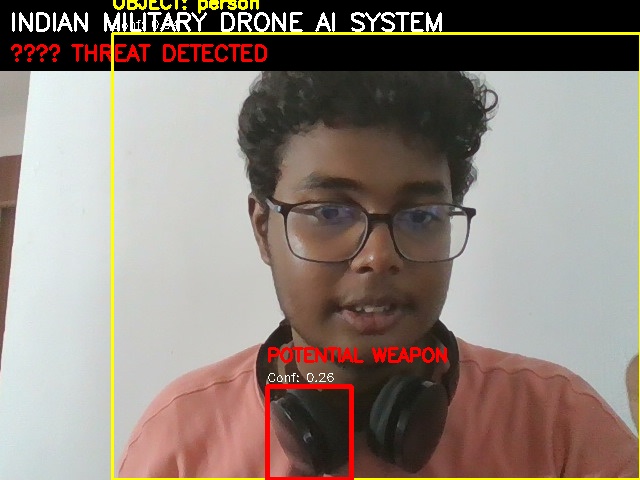 OBJECT: person
INDIAN MILITARY DRONE AI SYSTEM
???? THREAT DETECTED
POTENTIAL WEAPON
Conf: 0.26